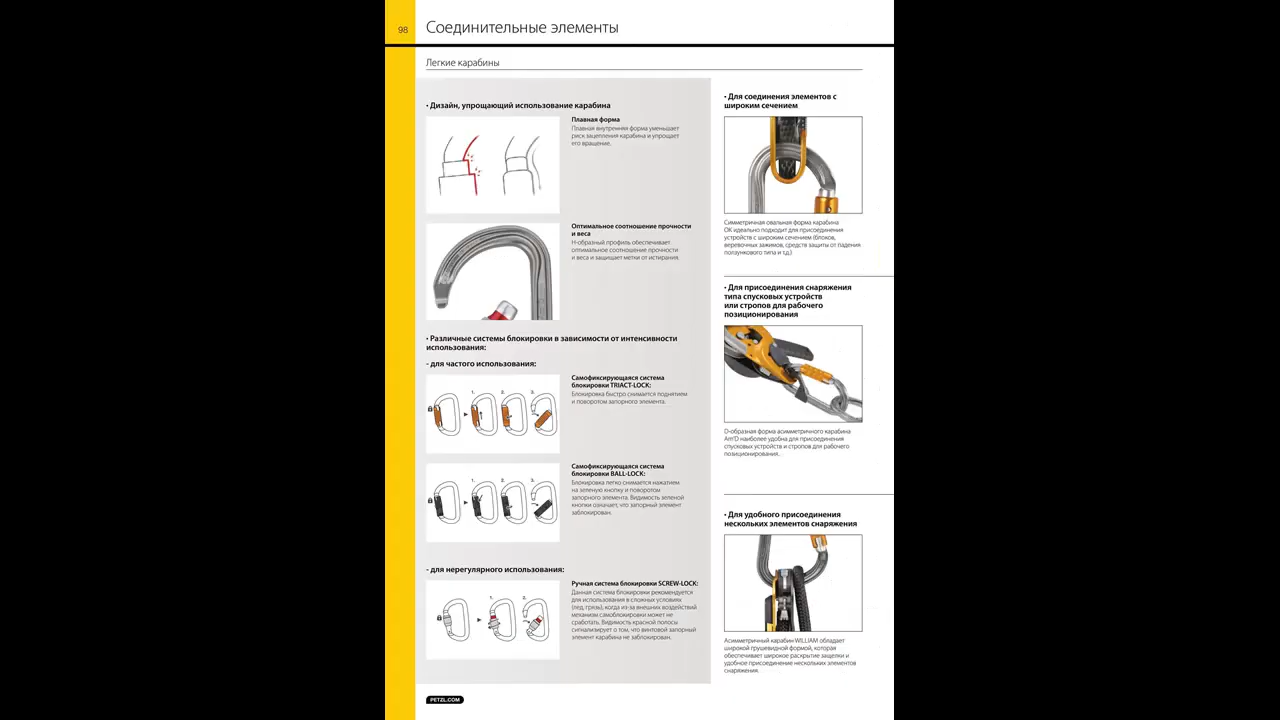 98
Соединительные элементы
Легкие карабины
• Дизайн, упрощающий использование карабина
Плавная форма
Плавная внутренняя форма уменьшает
риск зацепления карабина и упрощает
его вращение.
Оптимальное соотношение прочности
и веса
Н-образный профиль обеспечивает
оптимальное соотношение прочности
и веса и защищает метки от истирания.
• Различные системы блокировки в зависимости от интенсивности
использования:
- для частого использования:
1. 2. 3.
Самофиксирующаяся система
блокировки TRIACT-LOCK:
Блокировка быстро снимается поднятием
и поворотом запорного элемента.
1. 2. 3.
Самофиксирующаяся система
блокировки BALL-LOCK:
Блокировка легко снимается нажатием
на зеленую кнопку и поворотом
запорного элемента. Видимость зеленой
кнопки означает, что запорный элемент
заблокирован.
- для нерегулярного использования:
1. 2.
Ручная система блокировки SCREW-LOCK:
Данная система блокировки рекомендуется
для использования в сложных условиях
(лед, грязь), когда из-за внешних воздействий
механизм самоблокировки может не
сработать. Видимость красной полосы
сигнализирует о том, что винтовой запорный
элемент карабина не заблокирован.
• Для соединения элементов с
широким сечением
Симметричная овальная форма карабина
ОК идеально подходит для присоединения
устройств с широким сечением (блоков,
веревочных зажимов, средств защиты от падения
ползункового типа и т.д.)
• Для присоединения снаряжения
типа спусковых устройств
или стропов для рабочего
позиционирования
D-образная форма асимметричного карабина
Am'D наиболее удобна для присоединения
спусковых устройств и стропов для рабочего
позиционирования.
• Для удобного присоединения
нескольких элементов снаряжения
Асимметричный карабин WILLIAM обладает
широкой грушевидной формой, которая
обеспечивает широкое раскрытие защелки и
удобное присоединение нескольких элементов
снаряжения.
PETZL.COM